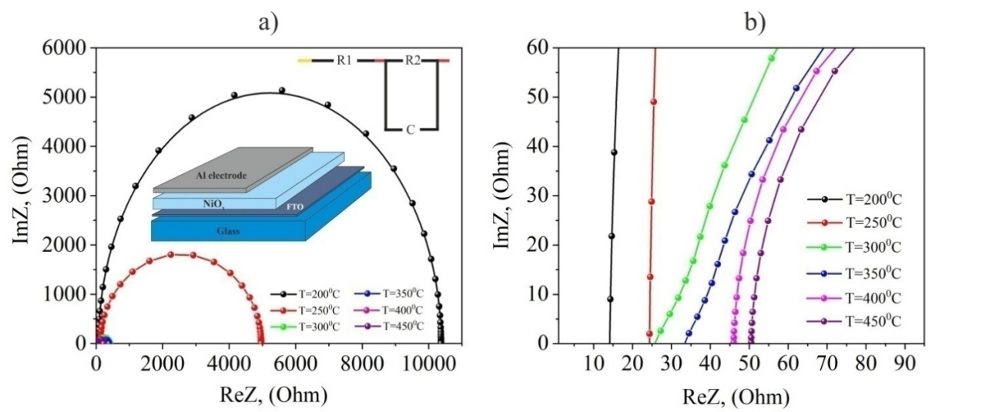 a)
b)
6000
5000
4000
3000
2000
1000
0
ImZ, (Ohm)
R1
R2
C
Al electrode
NiOₓ
FTO
Glass
T=200⁰C
T=250⁰C
T=300⁰C
T=350⁰C
T=400⁰C
T=450⁰C
0 2000 4000 6000 8000 10000
ReZ, (Ohm)
60
50
40
30
20
10
0
ImZ, (Ohm)
T=200⁰C
T=250⁰C
T=300⁰C
T=350⁰C
T=400⁰C
T=450⁰C
10 20 30 40 50 60 70 80 90
ReZ, (Ohm)